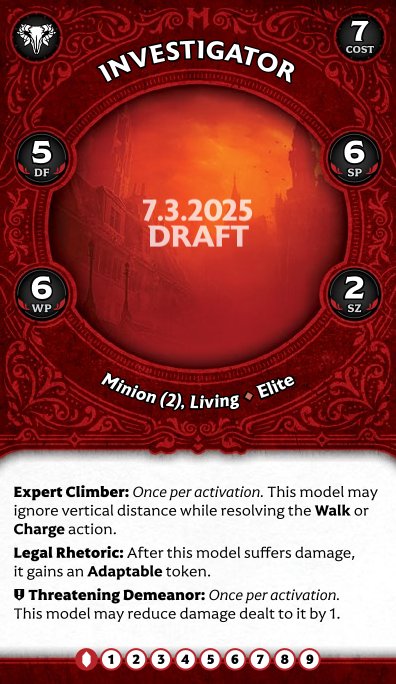 7
COST
INVESTIGATOR
5
DF
6
SP
7.3.2025
DRAFT
6
WP
2
SZ
Minion (2), Living • Elite
Expert Climber: Once per activation. This model may
ignore vertical distance while resolving the Walk or
Charge action.
Legal Rhetoric: After this model suffers damage,
it gains an Adaptable token.
Threatening Demeanor: Once per activation.
This model may reduce damage dealt to it by 1.
1 2 3 4 5 6 7 8 9